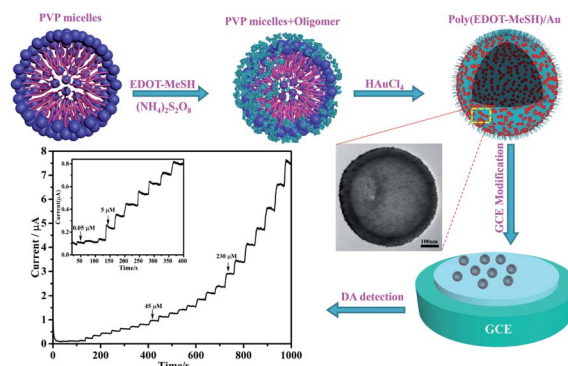 PVP micelles
PVP micelles+Oligomer
Poly(EDOT-MeSH)/Au
EDOT-MeSH
(NH₄)₂S₂O₈
HAuCl₄
GCE Modification
100nm
GCE
DA detection
Current / μA
8
7
6
5
4
3
2
1
0
0 200 400 600 800 1000
Time/s
45 μM
230 μM
Current/μA
0.8
0.6
0.4
0.2
0.0
50 100 150 200 250 300 350 400
Time/s
0.05 μM
5 μM